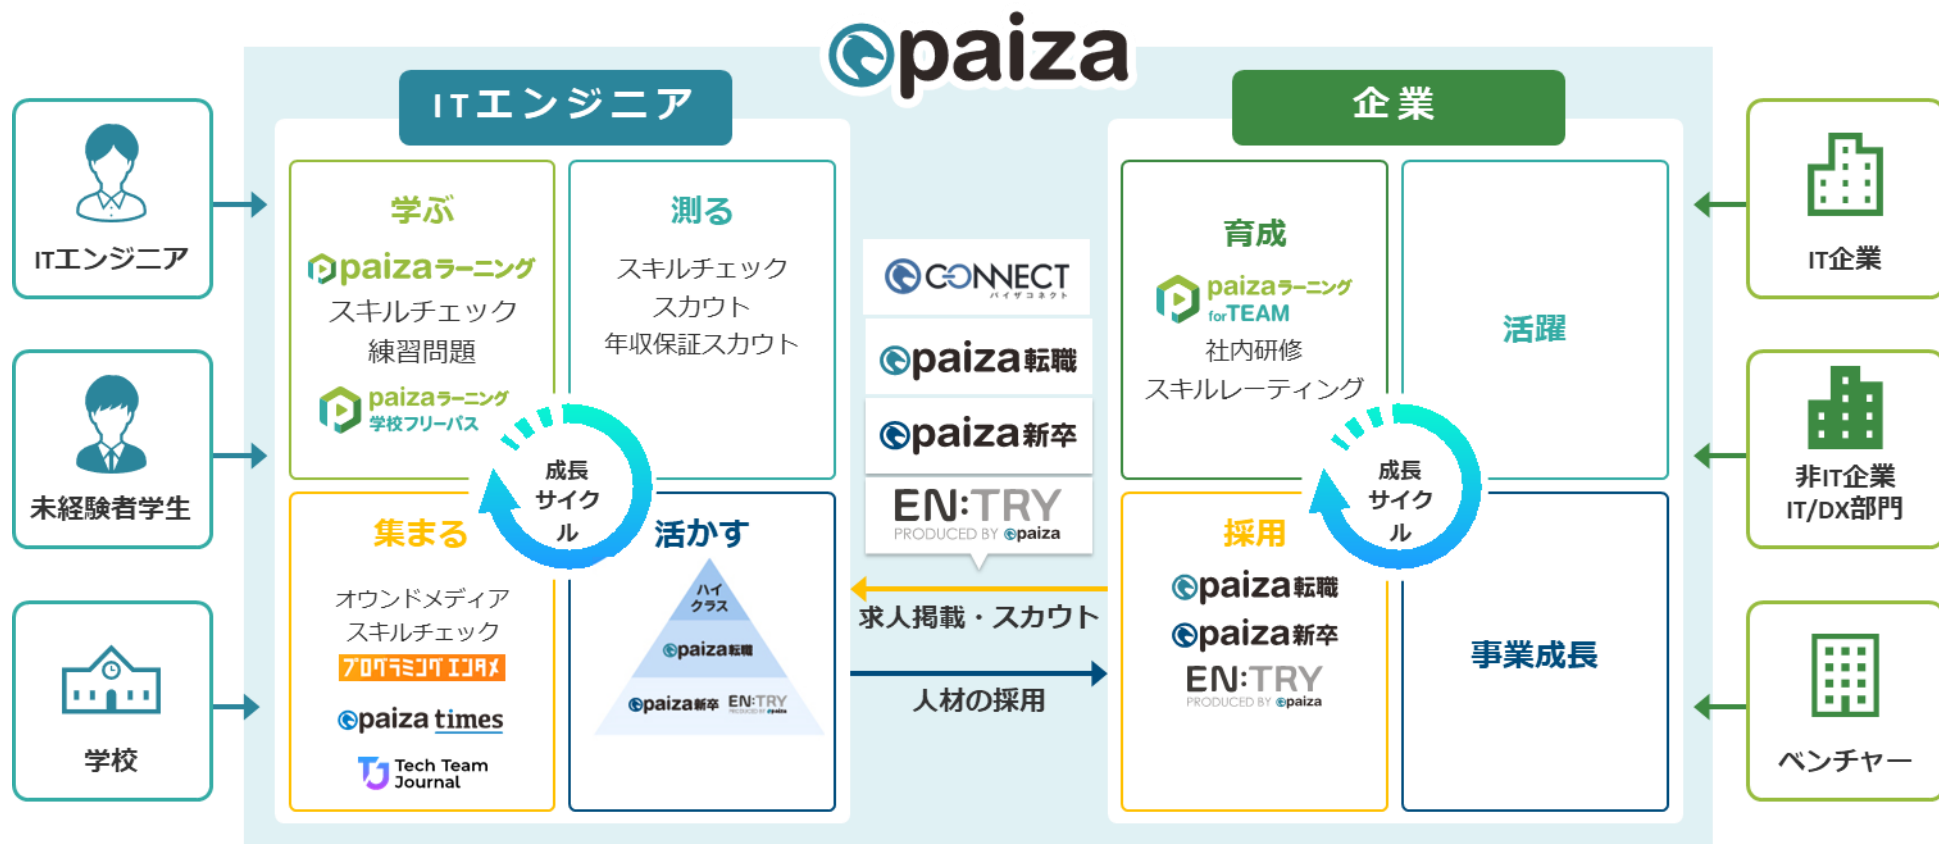 paiza
ITエンジニア
企業
ITエンジニア
未経験者学生
学校
学ぶ
paizaラーニング
スキルチェック
練習問題
paizaラーニング
学校フリーパス
測る
スキルチェック
スカウト
年収保証スカウト
成長
サイク
ル
集まる
オウンドメディア
スキルチェック
プログラミングエンタメ
paiza times
Tech Team
Journal
活かす
ハイ
クラス
paiza転職
paiza新卒 EN:TRY
PRODUCED BY paiza
CONNECT
パイザコネクト
paiza転職
paiza新卒
EN:TRY
PRODUCED BY paiza
求人掲載・スカウト
人材の採用
育成
paizaラーニング
for TEAM
社内研修
スキルレーティング
活躍
成長
サイク
ル
採用
paiza転職
paiza新卒
EN:TRY
PRODUCED BY paiza
事業成長
IT企業
非IT企業
IT/DX部門
ベンチャー